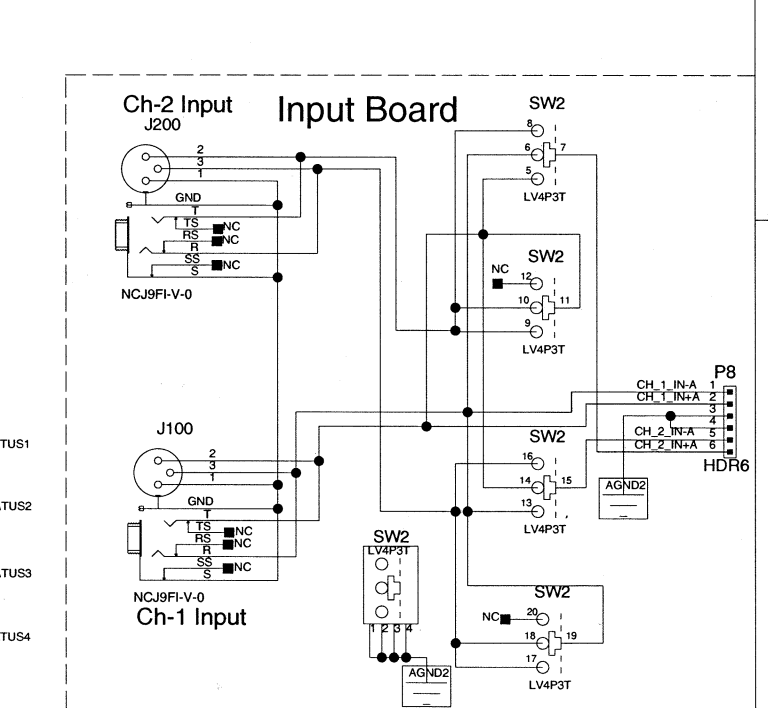 Ch-2 Input
J200
Input Board
2
3
1
GND
T
TS NC
RS NC
R
SS NC
S
NCJ9FI-V-0
SW2
8
6 7
5
LV4P3T
SW2
NC 12
10 11
9
LV4P3T
P8
CH_1_IN-A 1
CH_1_IN+A 2
3
4
CH_2_IN-A 5
CH_2_IN+A 6
HDR6
AGND2
J100
2
3
1
GND
T
TS NC
RS NC
R
SS NC
S
NCJ9FI-V-0
Ch-1 Input
SW2
16
14 15
13
LV4P3T
SW2
LV4P3T
1 2 3 4
AGND2
SW2
NC 20
18 19
17
LV4P3T
TUS1
TUS2
TUS3
TUS4